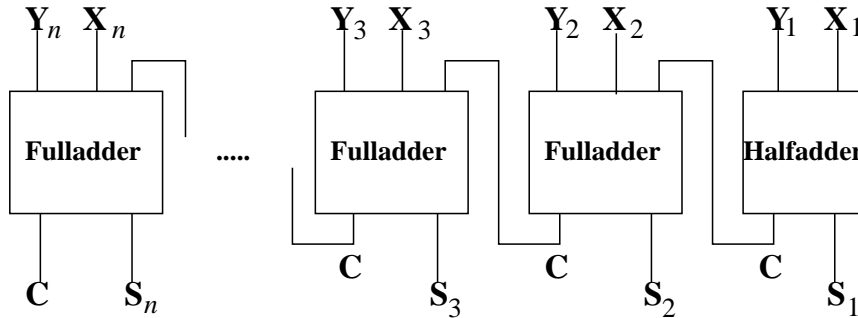 Yn Xn Y3 X3 Y2 X2 Y1 X1
Fulladder ..... Fulladder Fulladder Halfadder
C C C
C Sn S3 S2 S1